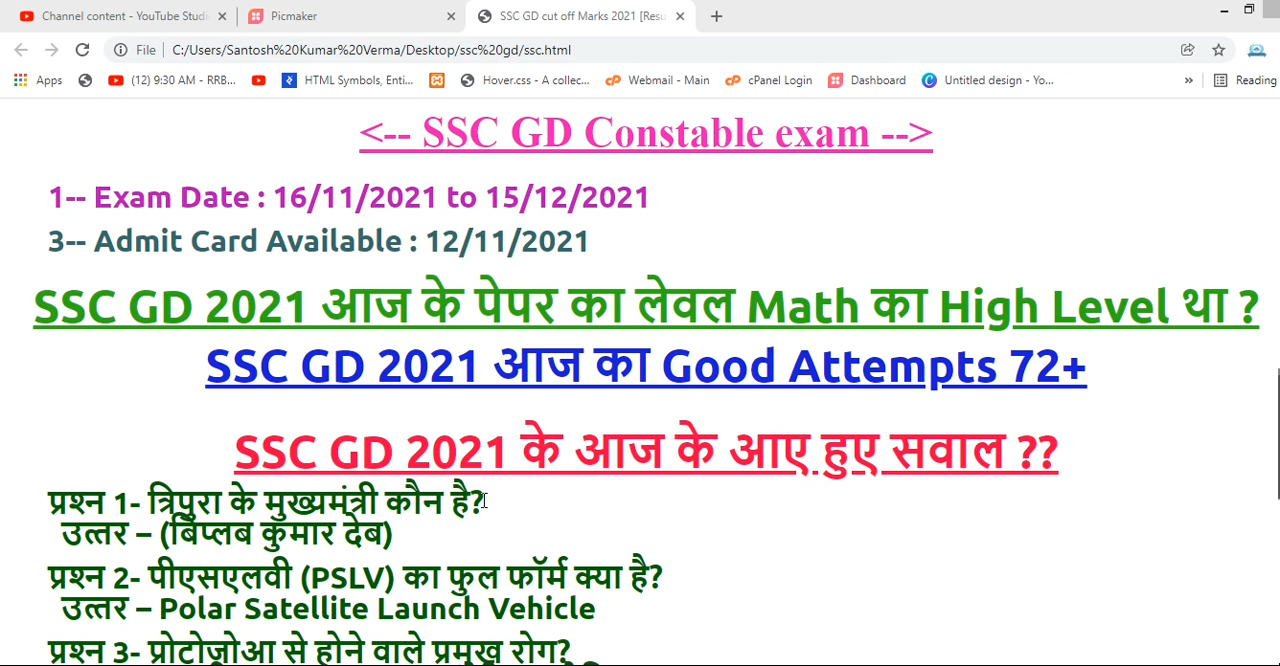 Channel content - YouTube Studi
Picmaker
SSC GD cut off Marks 2021 [Resu
File
C:/Users/Santosh%20Kumar%20Verma/Desktop/ssc%20gd/ssc.html
Apps
(12) 9:30 AM - RRB...
HTML Symbols, Enti...
Hover.css - A collec...
Webmail - Main
cPanel Login
Dashboard
Untitled design - Yo...
»
Reading
<-- SSC GD Constable exam -->
1-- Exam Date : 16/11/2021 to 15/12/2021
3-- Admit Card Available : 12/11/2021
SSC GD 2021 आज के पेपर का लेवल Math का High Level था ?
SSC GD 2021 आज का Good Attempts 72+
SSC GD 2021 के आज के आए हुए सवाल ??
प्रश्न 1- त्रिपुरा के मुख्यमंत्री कौन है?
उत्तर – (बिप्लब कुमार देब)
प्रश्न 2- पीएसएलवी (PSLV) का फुल फॉर्म क्या है?
उत्तर – Polar Satellite Launch Vehicle
प्रश्न 3- प्रोटोजोआ से होने वाले प्रमुख रोग?